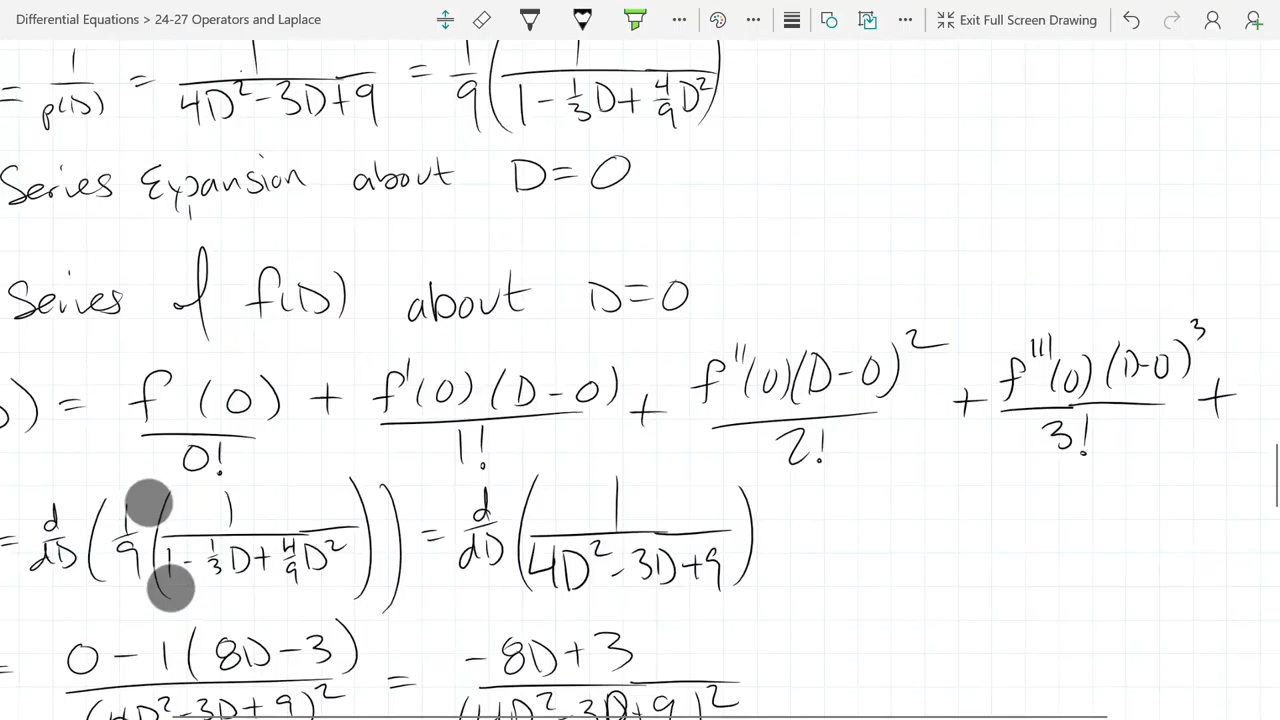 Differential Equations > 24-27 Operators and Laplace Exit Full Screen Drawing
= 1/p(D) = 1/(4D² - 3D + 9) = 1/9 (1/(1 - 1/3 D + 4/9 D²))
Series Expansion about D = 0
Series of f(D) about D = 0
) = f(0)/0! + f'(0)(D-0)/1! + f''(0)(D-0)²/2! + f'''(0)(D-0)³/3! +
= d/dD (1/9 (1/(1 - 1/3 D + 4/9 D²))) = d/dD (1/(4D² - 3D + 9))
= (0 - 1(8D - 3))/(4D² - 3D + 9)² = (-8D + 3)/(4D² - 3D + 9)²